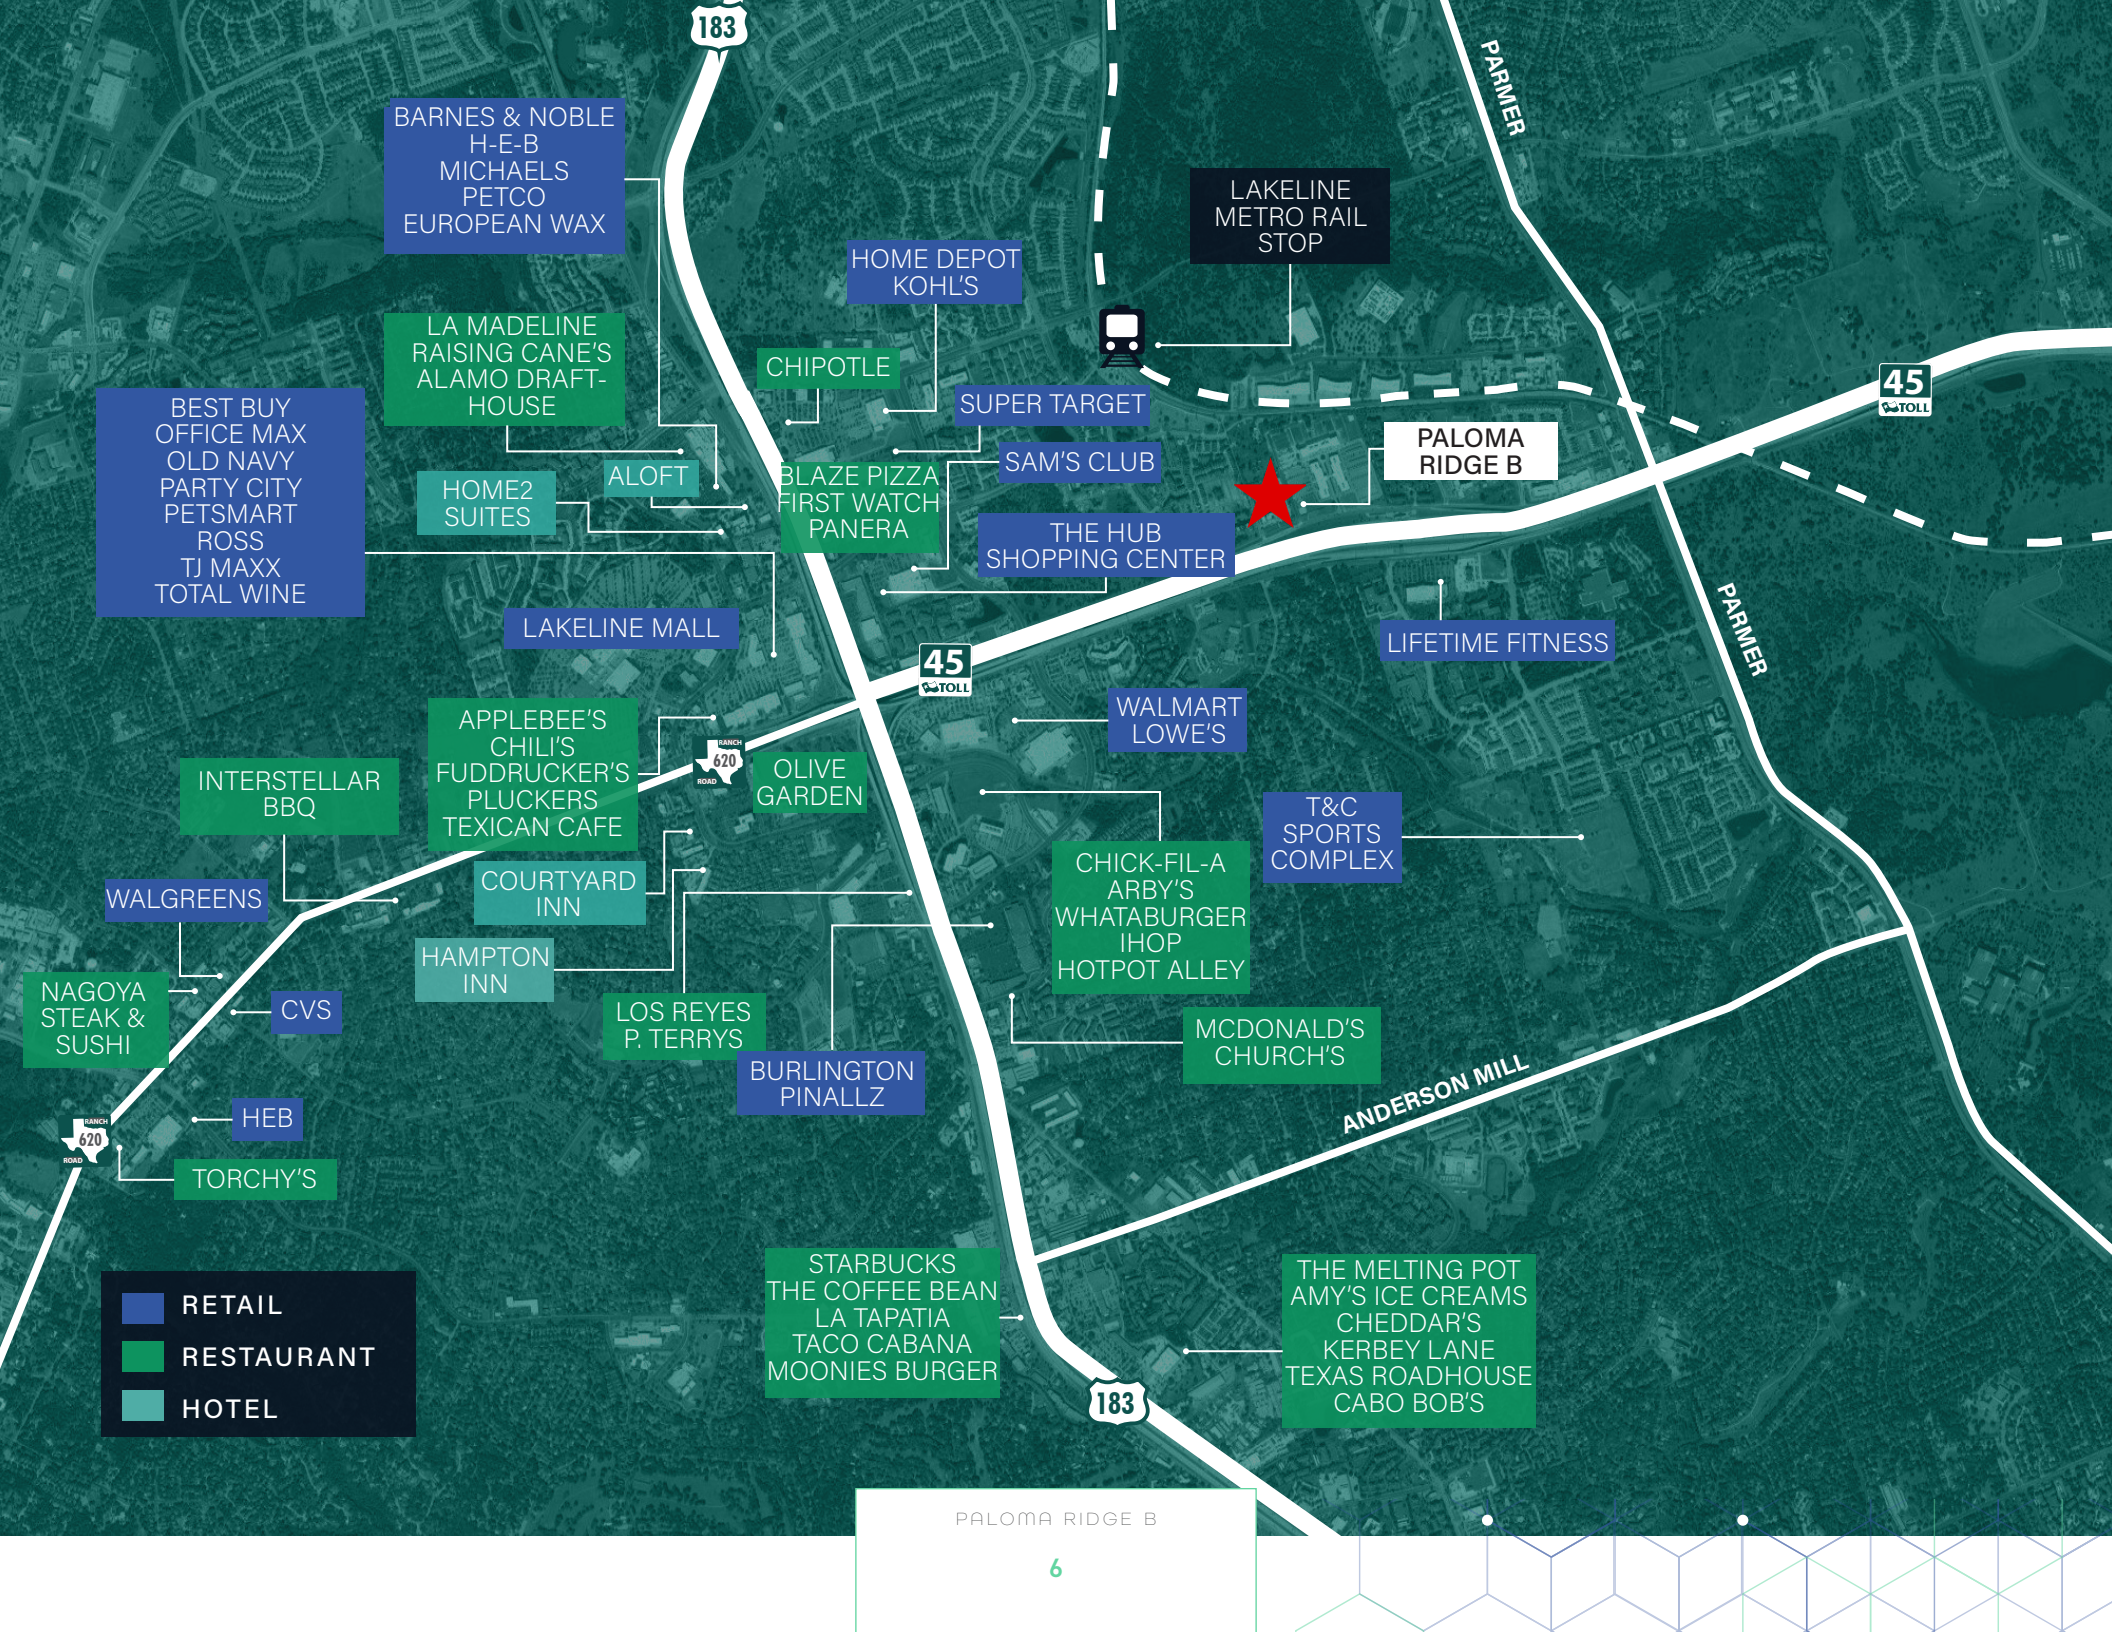 183
PARMER
BARNES & NOBLE
H-E-B
MICHAELS
PETCO
EUROPEAN WAX
LAKELINE
METRO RAIL
STOP
HOME DEPOT
KOHL'S
LA MADELINE
RAISING CANE'S
ALAMO DRAFT-
HOUSE
CHIPOTLE
SUPER TARGET
45
TOLL
BEST BUY
OFFICE MAX
OLD NAVY
PARTY CITY
PETSMART
ROSS
TJ MAXX
TOTAL WINE
PALOMA
RIDGE B
SAM'S CLUB
ALOFT
HOME2
SUITES
BLAZE PIZZA
FIRST WATCH
PANERA
THE HUB
SHOPPING CENTER
LAKELINE MALL
LIFETIME FITNESS
PARMER
45
TOLL
WALMART
LOWE'S
APPLEBEE'S
CHILI'S
FUDDRUCKER'S
PLUCKERS
TEXICAN CAFE
RANCH
620
ROAD
OLIVE
GARDEN
INTERSTELLAR
BBQ
T&C
SPORTS
COMPLEX
CHICK-FIL-A
ARBY'S
WHATABURGER
IHOP
HOTPOT ALLEY
COURTYARD
INN
WALGREENS
HAMPTON
INN
NAGOYA
STEAK &
SUSHI
CVS
LOS REYES
P. TERRYS
MCDONALD'S
CHURCH'S
BURLINGTON
PINALLZ
ANDERSON MILL
HEB
RANCH
620
ROAD
TORCHY'S
STARBUCKS
THE COFFEE BEAN
LA TAPATIA
TACO CABANA
MOONIES BURGER
THE MELTING POT
AMY'S ICE CREAMS
CHEDDAR'S
KERBEY LANE
TEXAS ROADHOUSE
CABO BOB'S
RETAIL
RESTAURANT
HOTEL
183
PALOMA RIDGE B
6